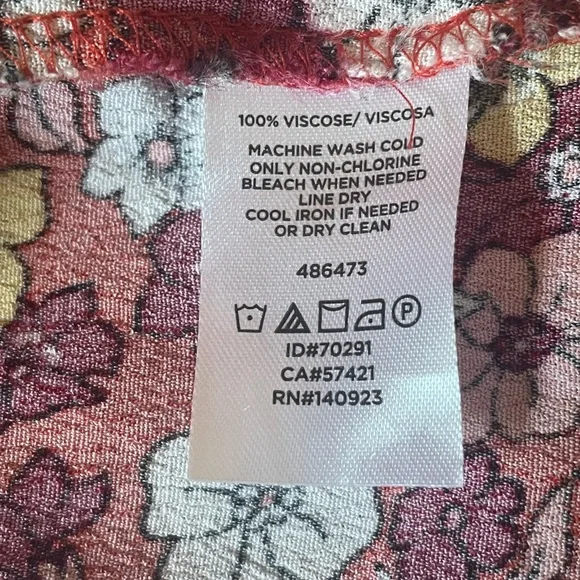 100% VISCOSE/ VISCOSA
MACHINE WASH COLD
ONLY NON-CHLORINE
BLEACH WHEN NEEDED
LINE DRY
COOL IRON IF NEEDED
OR DRY CLEAN
486473
P
ID#70291
CA#57421
RN#140923